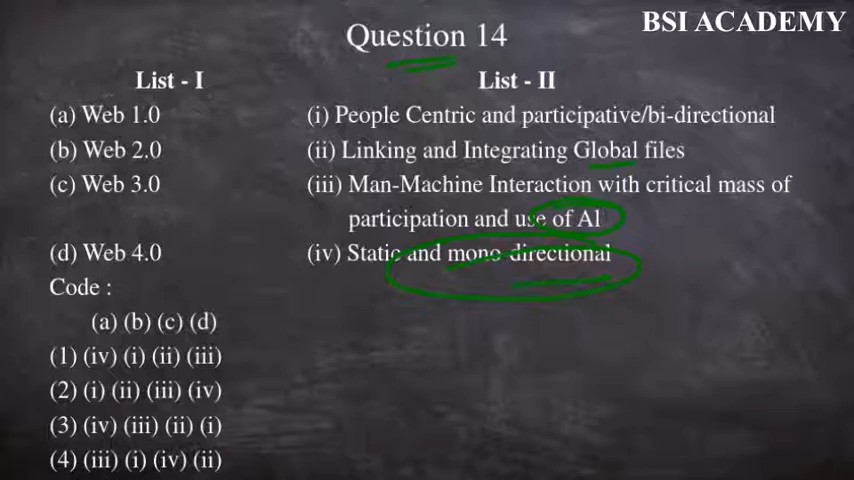 BSI ACADEMY
Question 14
List - I List - II
(a) Web 1.0 (i) People Centric and participative/bi-directional
(b) Web 2.0 (ii) Linking and Integrating Global files
(c) Web 3.0 (iii) Man-Machine Interaction with critical mass of
participation and use of Al
(d) Web 4.0 (iv) Static and mono-directional
Code :
(a) (b) (c) (d)
(1) (iv) (i) (ii) (iii)
(2) (i) (ii) (iii) (iv)
(3) (iv) (iii) (ii) (i)
(4) (iii) (i) (iv) (ii)